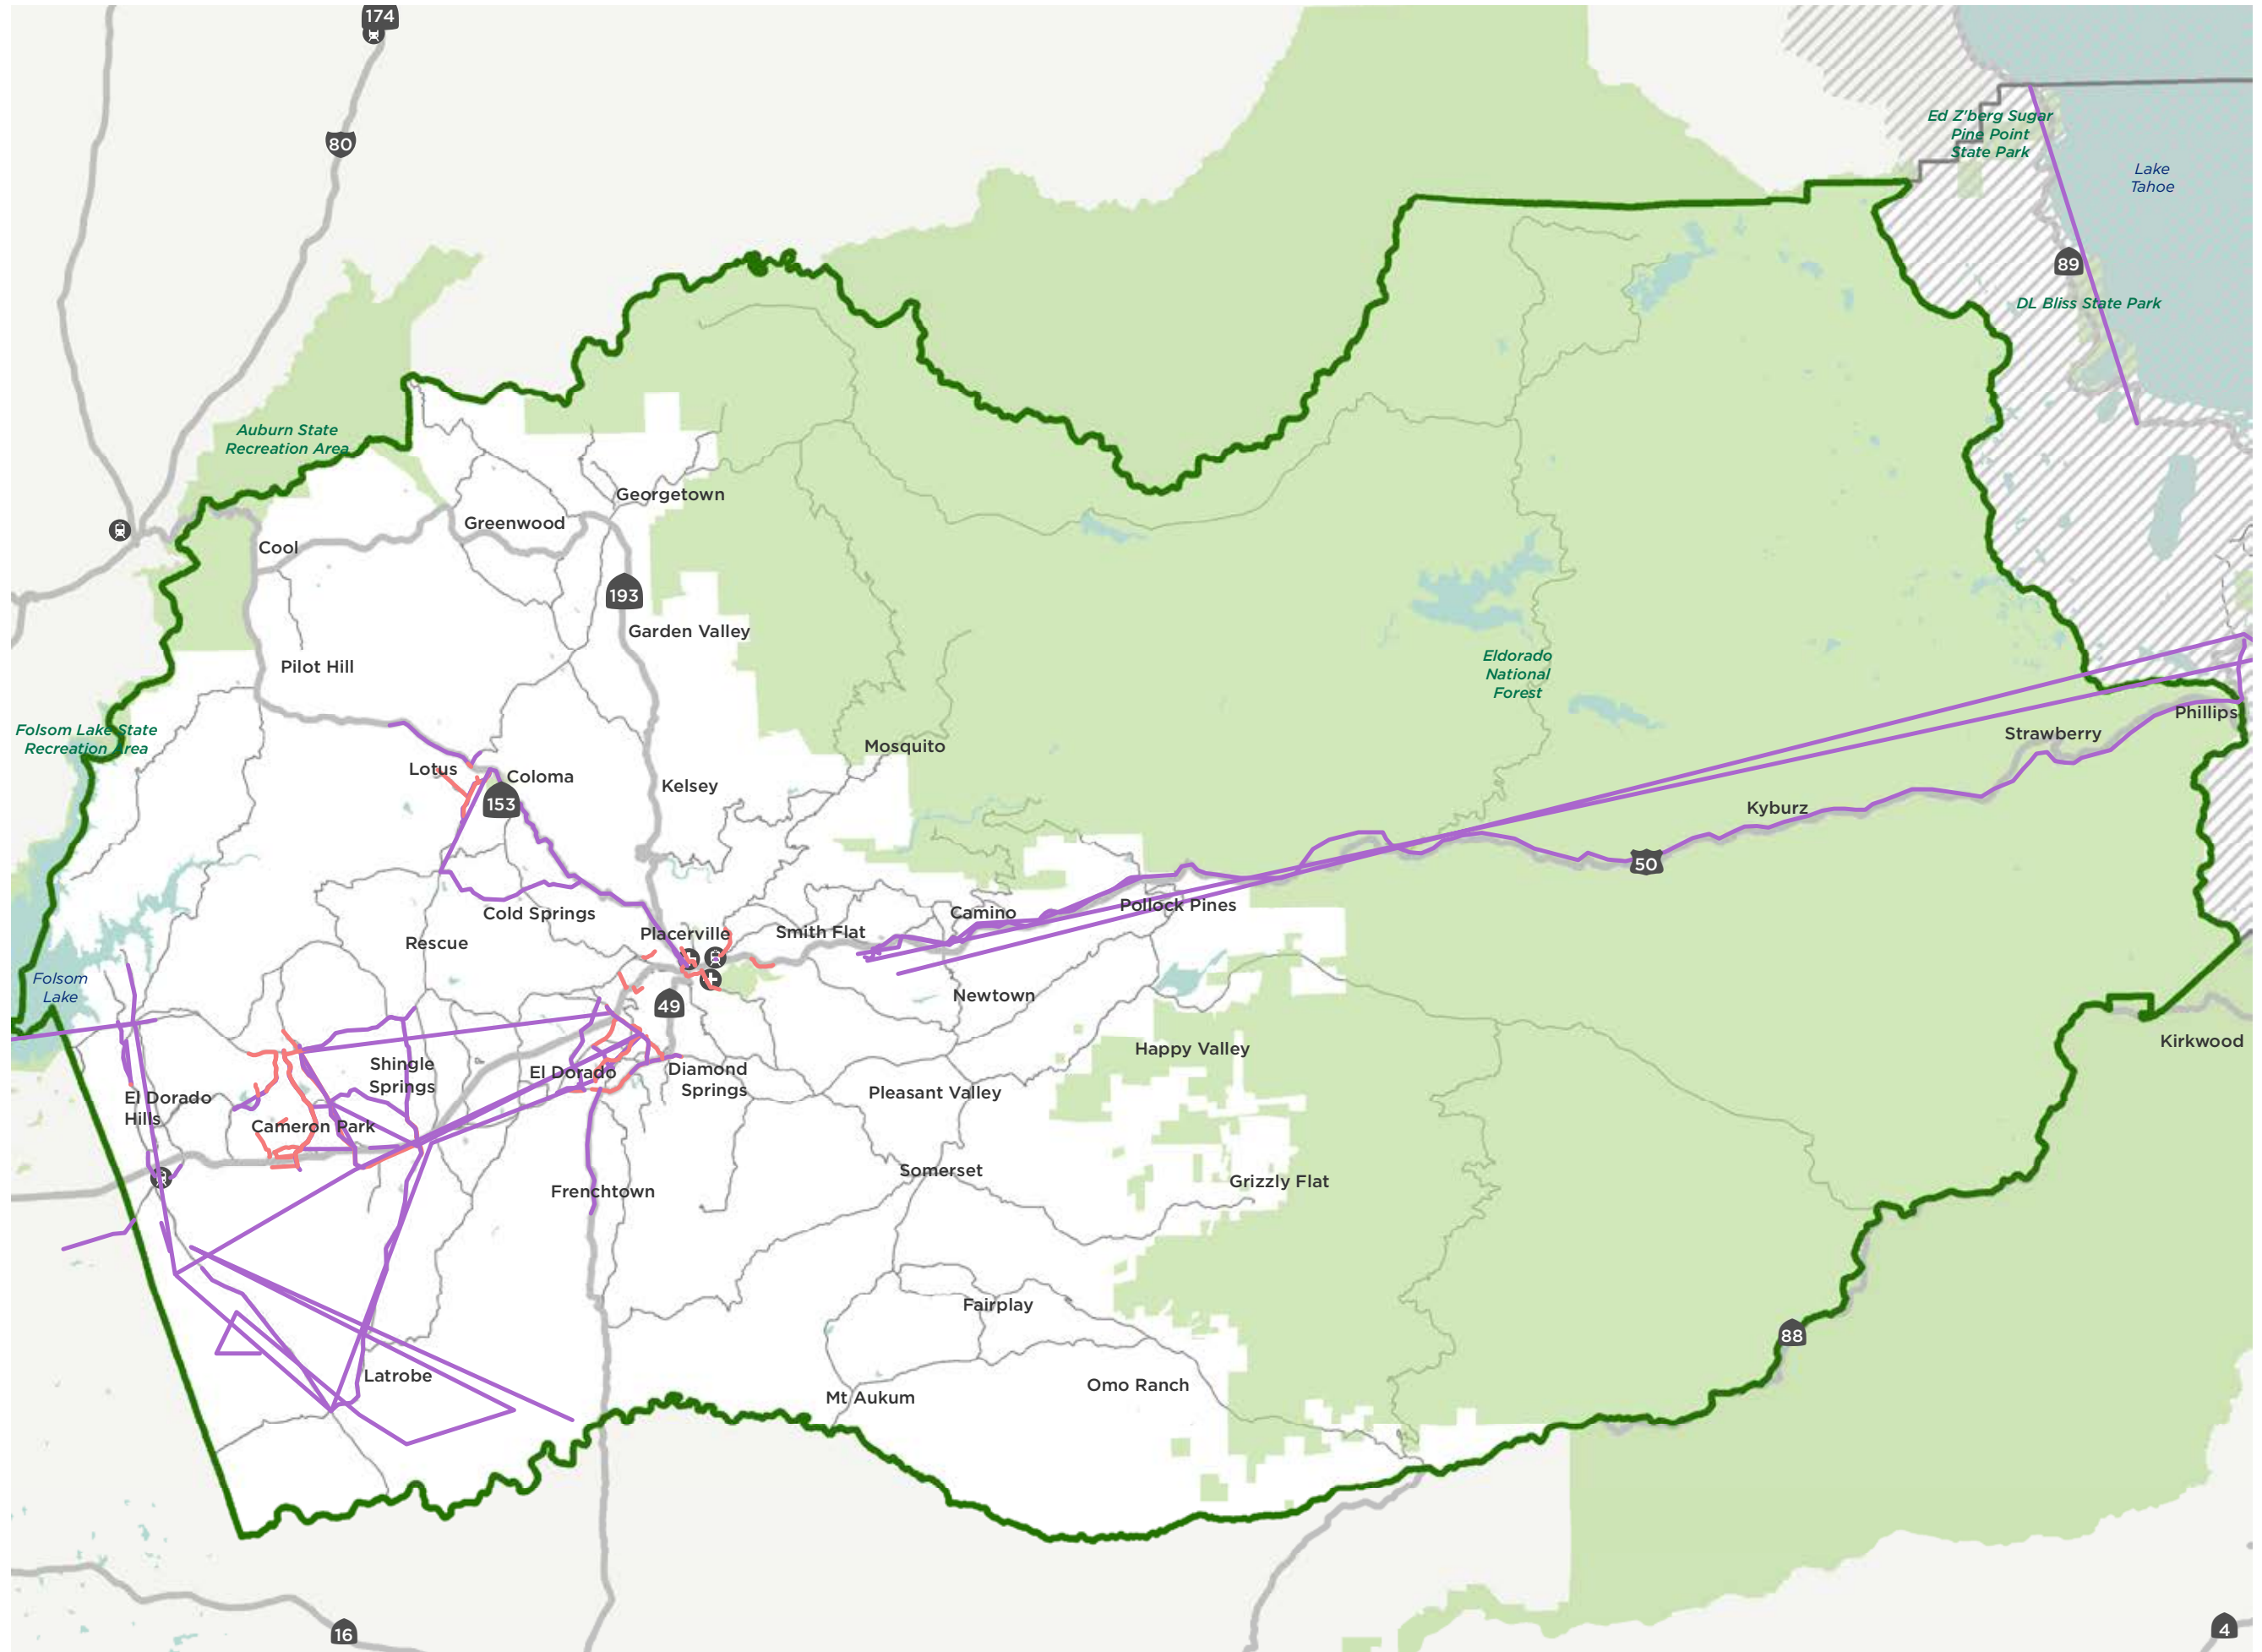 174
80
Ed Z'berg Sugar
Pine Point
State Park
Lake
Tahoe
89
DL Bliss State Park
Auburn State
Recreation Area
Georgetown
Greenwood
Cool
193
Garden Valley
Pilot Hill
Eldorado
National
Forest
Folsom Lake State
Recreation Area
Phillips
Strawberry
Mosquito
Lotus
Coloma
153
Kelsey
Kyburz
50
Cold Springs
Camino
Pollock Pines
Rescue
Placerville
Smith Flat
Folsom
Lake
49
Newtown
Happy Valley
Kirkwood
Shingle
Springs
El Dorado
Diamond
Springs
El Dorado
Hills
Pleasant Valley
Cameron Park
Somerset
Grizzly Flat
Frenchtown
Fairplay
88
Latrobe
Mt Aukum
Omo Ranch
16
4